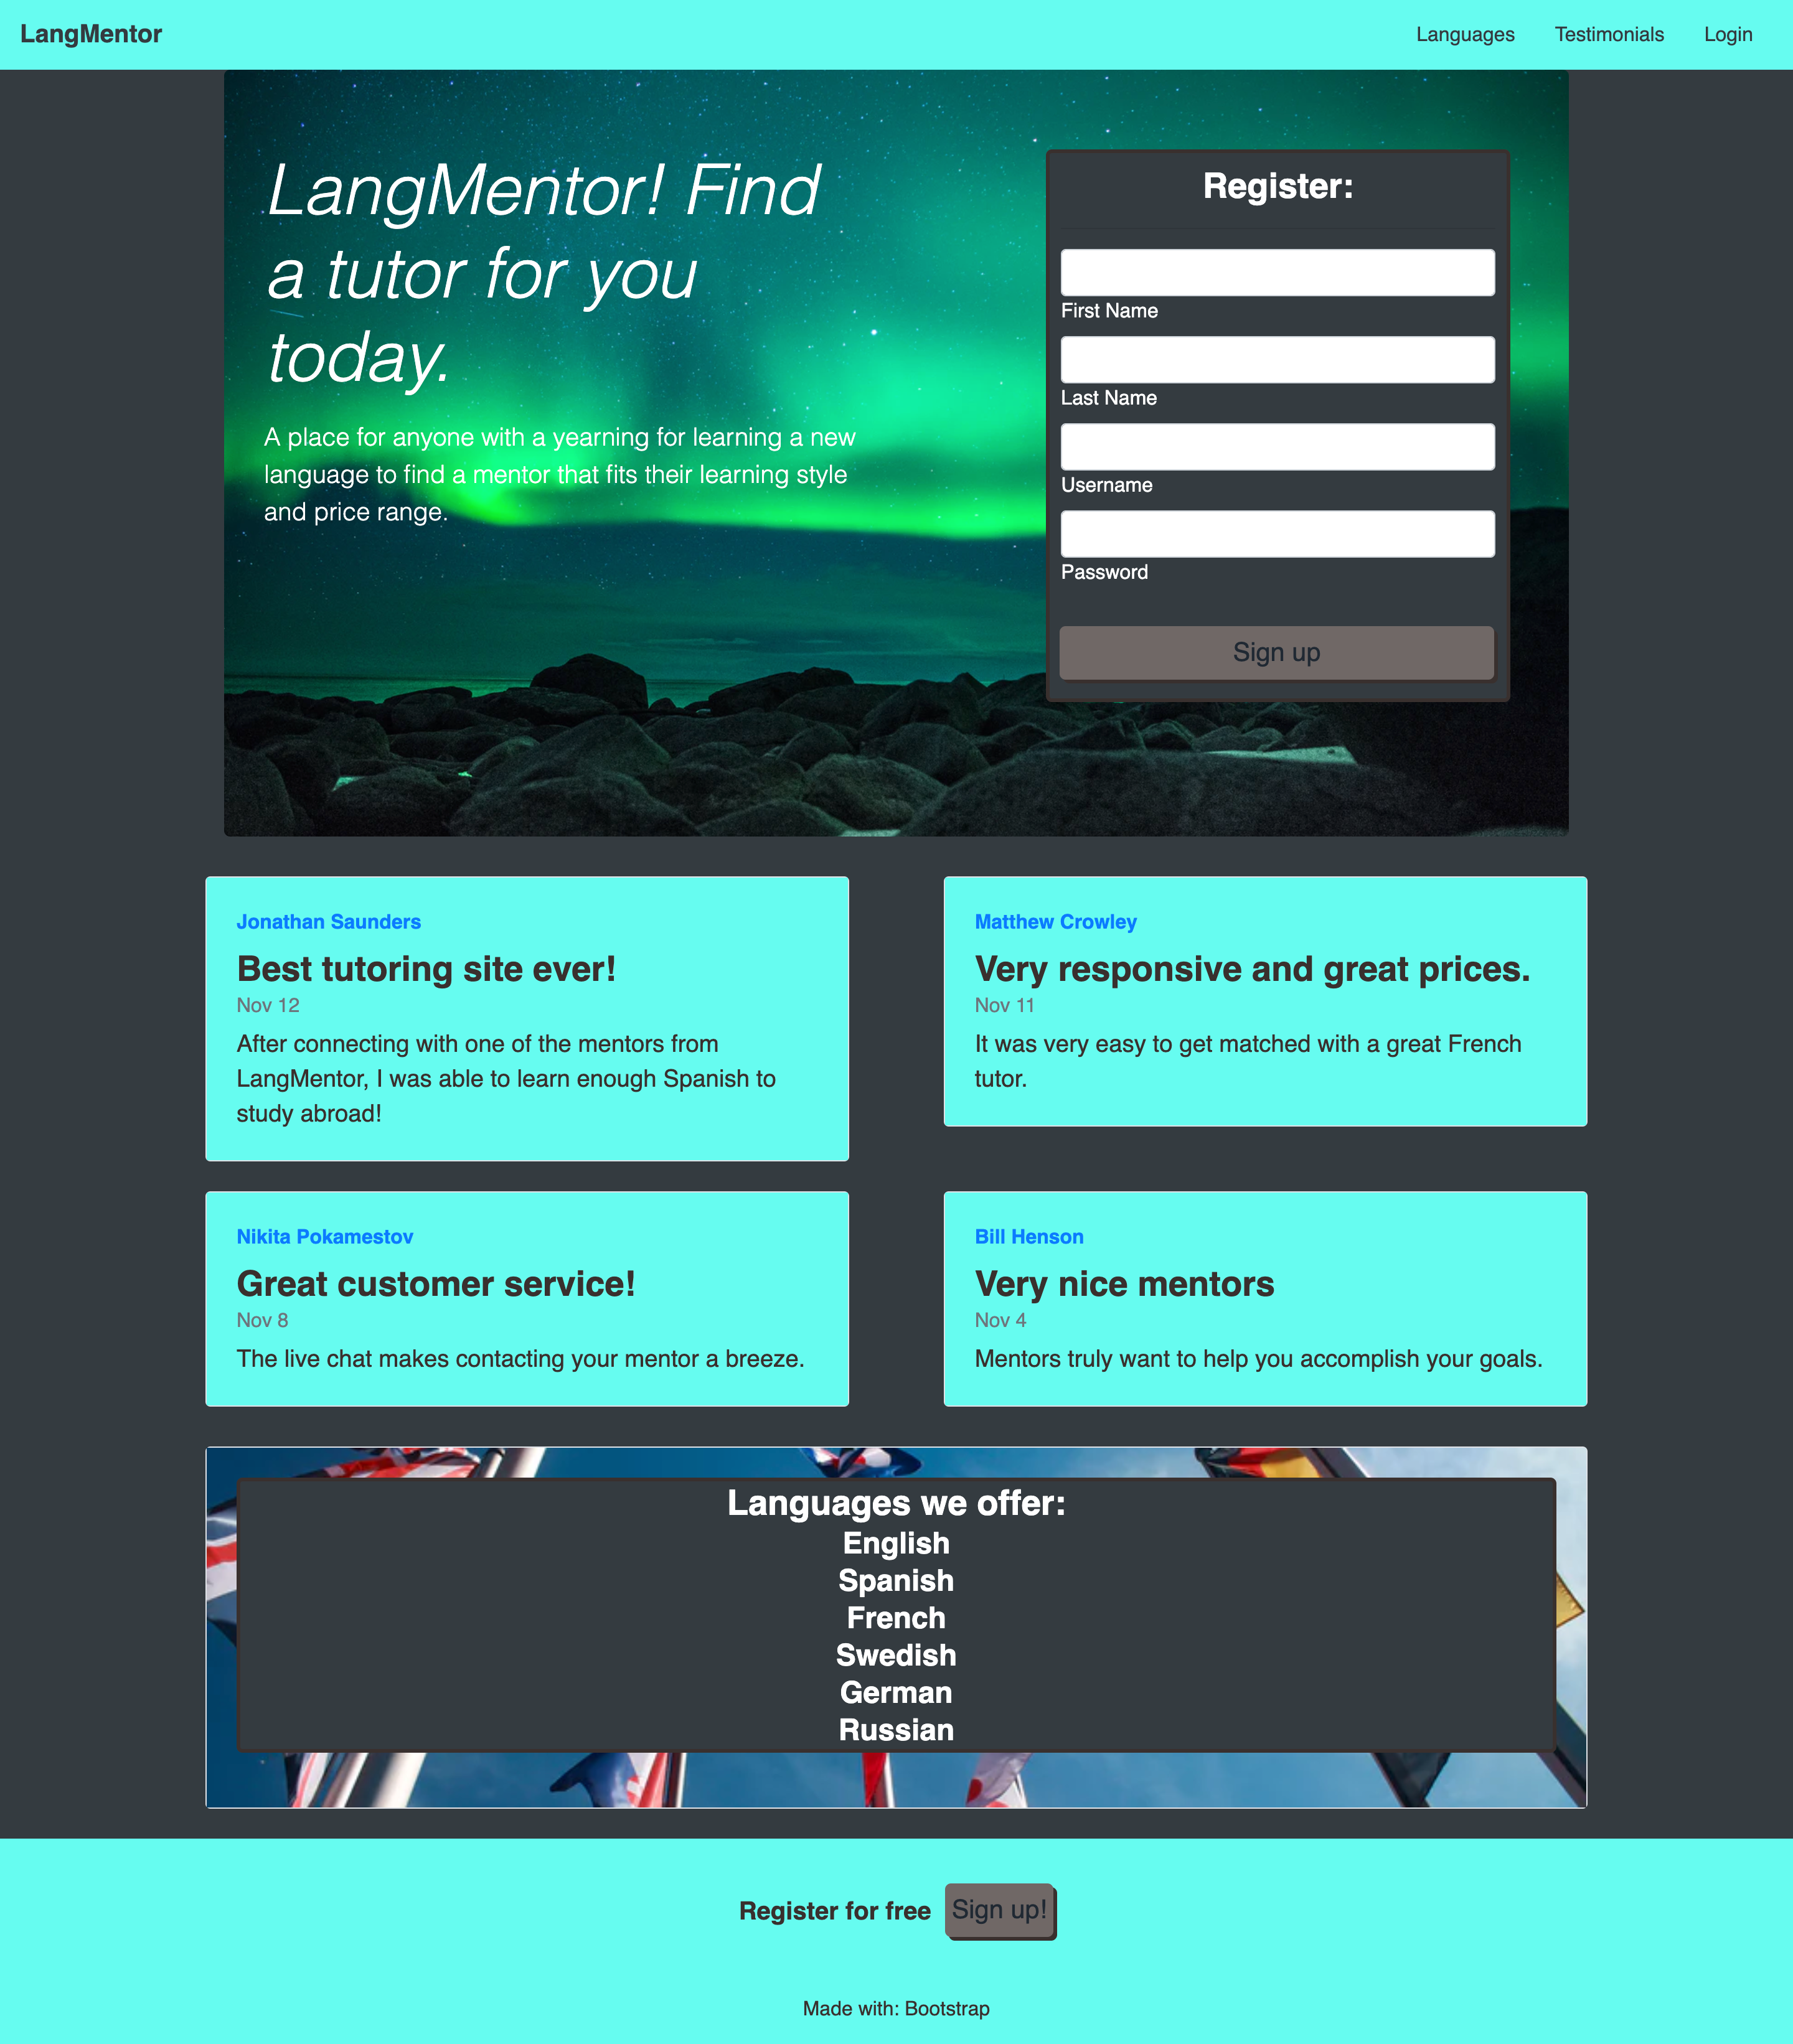 LangMentor
Languages
Testimonials
Login
LangMentor! Find
a tutor for you
today.
A place for anyone with a yearning for learning a new
language to find a mentor that fits their learning style
and price range.
Register:
First Name
Last Name
Username
Password
Sign up
Jonathan Saunders
Best tutoring site ever!
Nov 12
After connecting with one of the mentors from
LangMentor, I was able to learn enough Spanish to
study abroad!
Matthew Crowley
Very responsive and great prices.
Nov 11
It was very easy to get matched with a great French
tutor.
Nikita Pokamestov
Great customer service!
Nov 8
The live chat makes contacting your mentor a breeze.
Bill Henson
Very nice mentors
Nov 4
Mentors truly want to help you accomplish your goals.
Languages we offer:
English
Spanish
French
Swedish
German
Russian
Register for free
Sign up!
Made with: Bootstrap